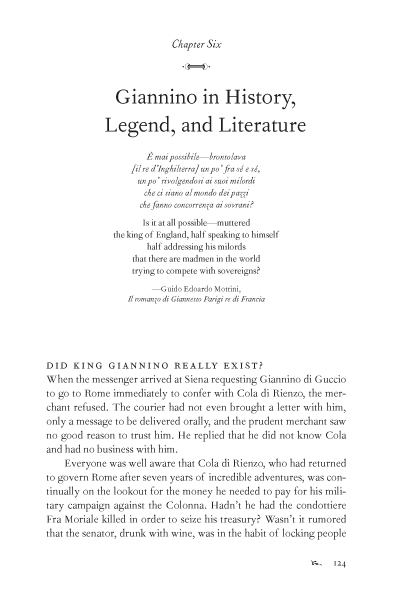 Chapter Six
Giannino in History,
Legend, and Literature
È mai possibile—brontolava
[il re d'Inghilterra] un po' fra sé e sé,
un po' rivolgendosi ai suoi milordi
che ci siano al mondo dei pazzi
che fanno concorrenza ai sovrani?
Is it at all possible—muttered
the king of England, half speaking to himself
half addressing his milords
that there are madmen in the world
trying to compete with sovereigns?
—Guido Edoardo Mottini,
Il romanzo di Giannetto Parigi re di Francia
DID KING GIANNINO REALLY EXIST?
When the messenger arrived at Siena requesting Giannino di Guccio
to go to Rome immediately to confer with Cola di Rienzo, the mer-
chant refused. The courier had not even brought a letter with him,
only a message to be delivered orally, and the prudent merchant saw
no good reason to trust him. He replied that he did not know Cola
and had no business with him.
Everyone was well aware that Cola di Rienzo, who had returned
to govern Rome after seven years of incredible adventures, was con-
tinually on the lookout for the money he needed to pay for his mili-
tary campaign against the Colonna. Hadn't he had the condottiere
Fra Moriale killed in order to seize his treasury? Wasn't it rumored
that the senator, drunk with wine, was in the habit of locking people
124